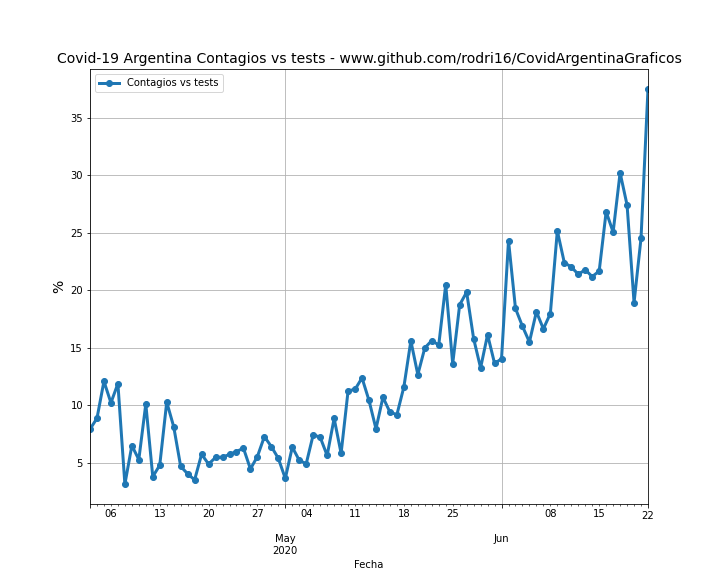 Covid-19 Argentina Contagios vs tests - www.github.com/rodri16/CovidArgentinaGraficos
Contagios vs tests
35
30
25
20
15
10
5
%
06 13 20 27 04 11 18 25 08 15 22
May Jun
2020
Fecha